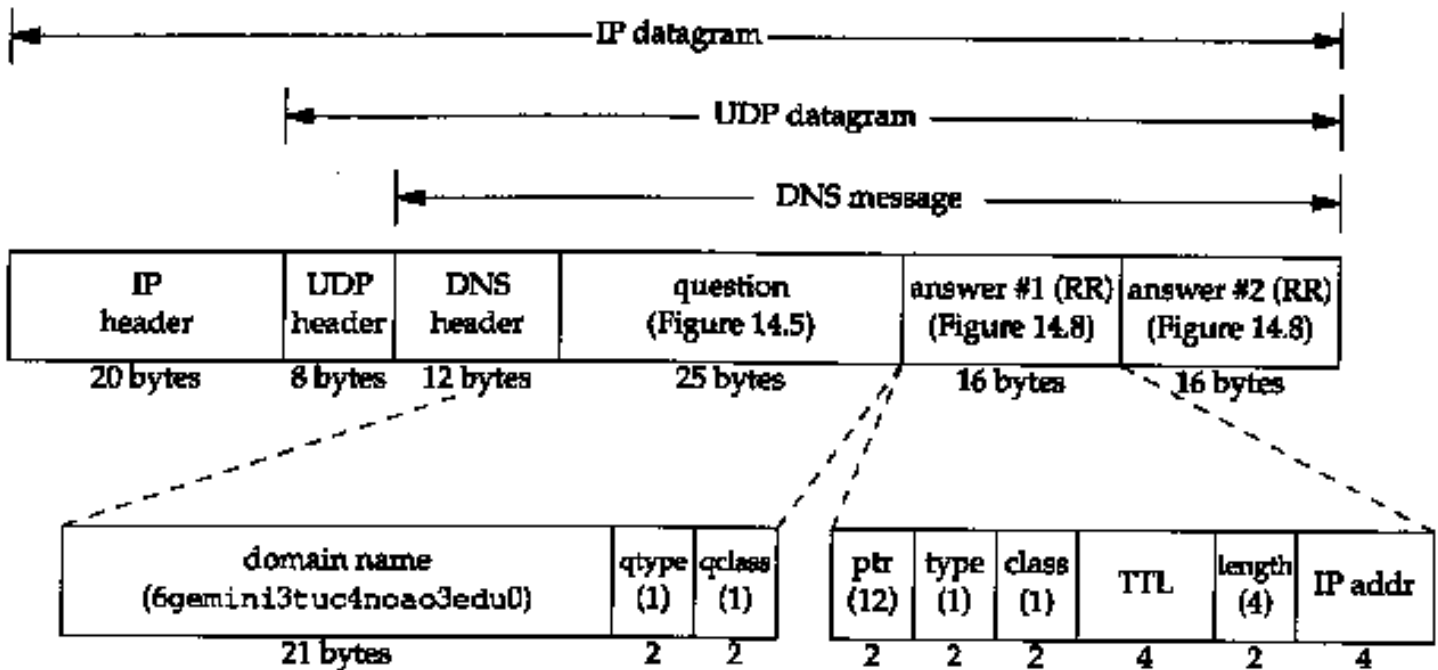 IP datagram
UDP datagram
DNS message
IP header
UDP header
DNS header
question (Figure 14.5)
answer #1 (RR) (Figure 14.8)
answer #2 (RR) (Figure 14.8)
20 bytes
8 bytes
12 bytes
25 bytes
16 bytes
16 bytes
domain name (6gemini3tuc4noao3edu0)
qtype (1)
qclass (1)
ptr (12)
type (1)
class (1)
TTL
length (4)
IP addr
21 bytes
2
2
2
2
2
4
2
4